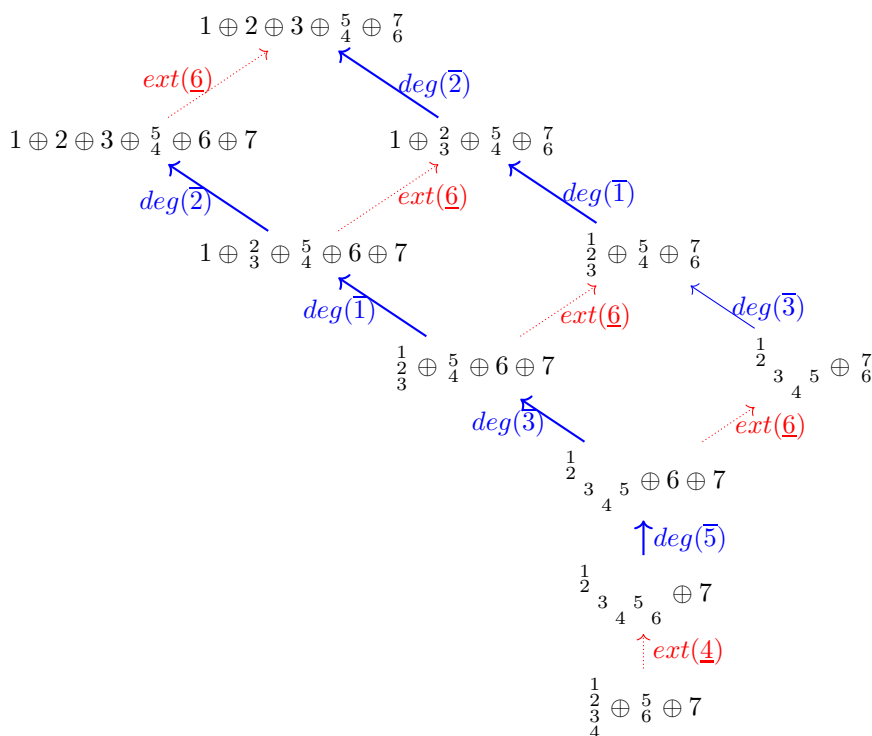 1 ⊕ 2 ⊕ 3 ⊕ 5 4 ⊕ 7 6
ext(6̲) deg(2̅)
1 ⊕ 2 ⊕ 3 ⊕ 5 4 ⊕ 6 ⊕ 7 1 ⊕ 2 3 ⊕ 5 4 ⊕ 7 6
deg(2̅) ext(6̲) deg(1̅)
1 ⊕ 2 3 ⊕ 5 4 ⊕ 6 ⊕ 7 1 2 3 ⊕ 5 4 ⊕ 7 6
deg(1̅) ext(6̲) deg(3̅)
1 2 3 ⊕ 5 4 ⊕ 6 ⊕ 7 1 2 3 5 4 ⊕ 7 6
deg(3̅) ext(6̲)
1 2 3 5 4 ⊕ 6 ⊕ 7
deg(5̅)
1 2 3 5 4 6 ⊕ 7
ext(4̲)
1 2 3 4 ⊕ 5 6 ⊕ 7